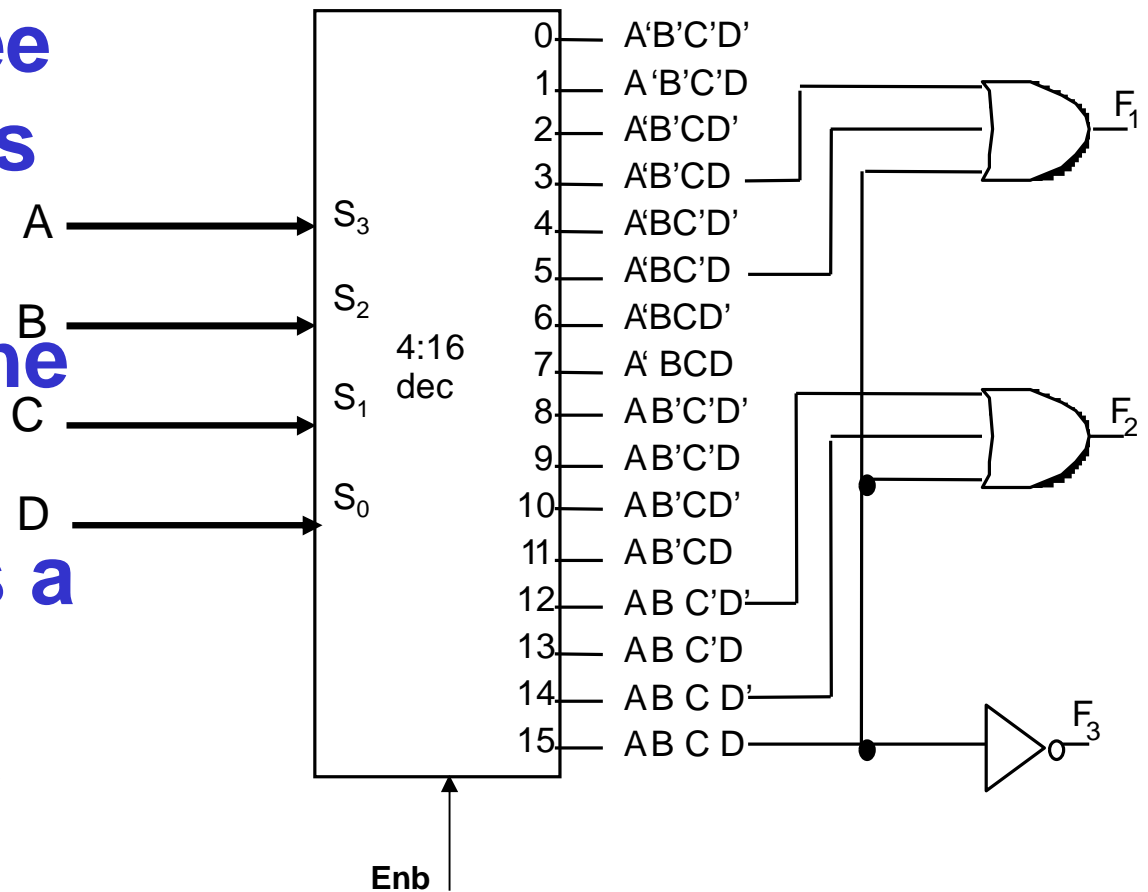 ee
s
A
B
ne
C
D
s a
S3
S2
S1
S0
4:16
dec
0 A'B'C'D'
1 A'B'C'D
2 A'B'CD'
3 A'B'CD
4 A'BC'D'
5 A'BC'D
6 A'BCD'
7 A' BCD
8 AB'C'D'
9 AB'C'D
10 AB'CD'
11 AB'CD
12 AB C'D'
13 AB C'D
14 AB C D'
15 AB C D
F1
F2
F3
Enb